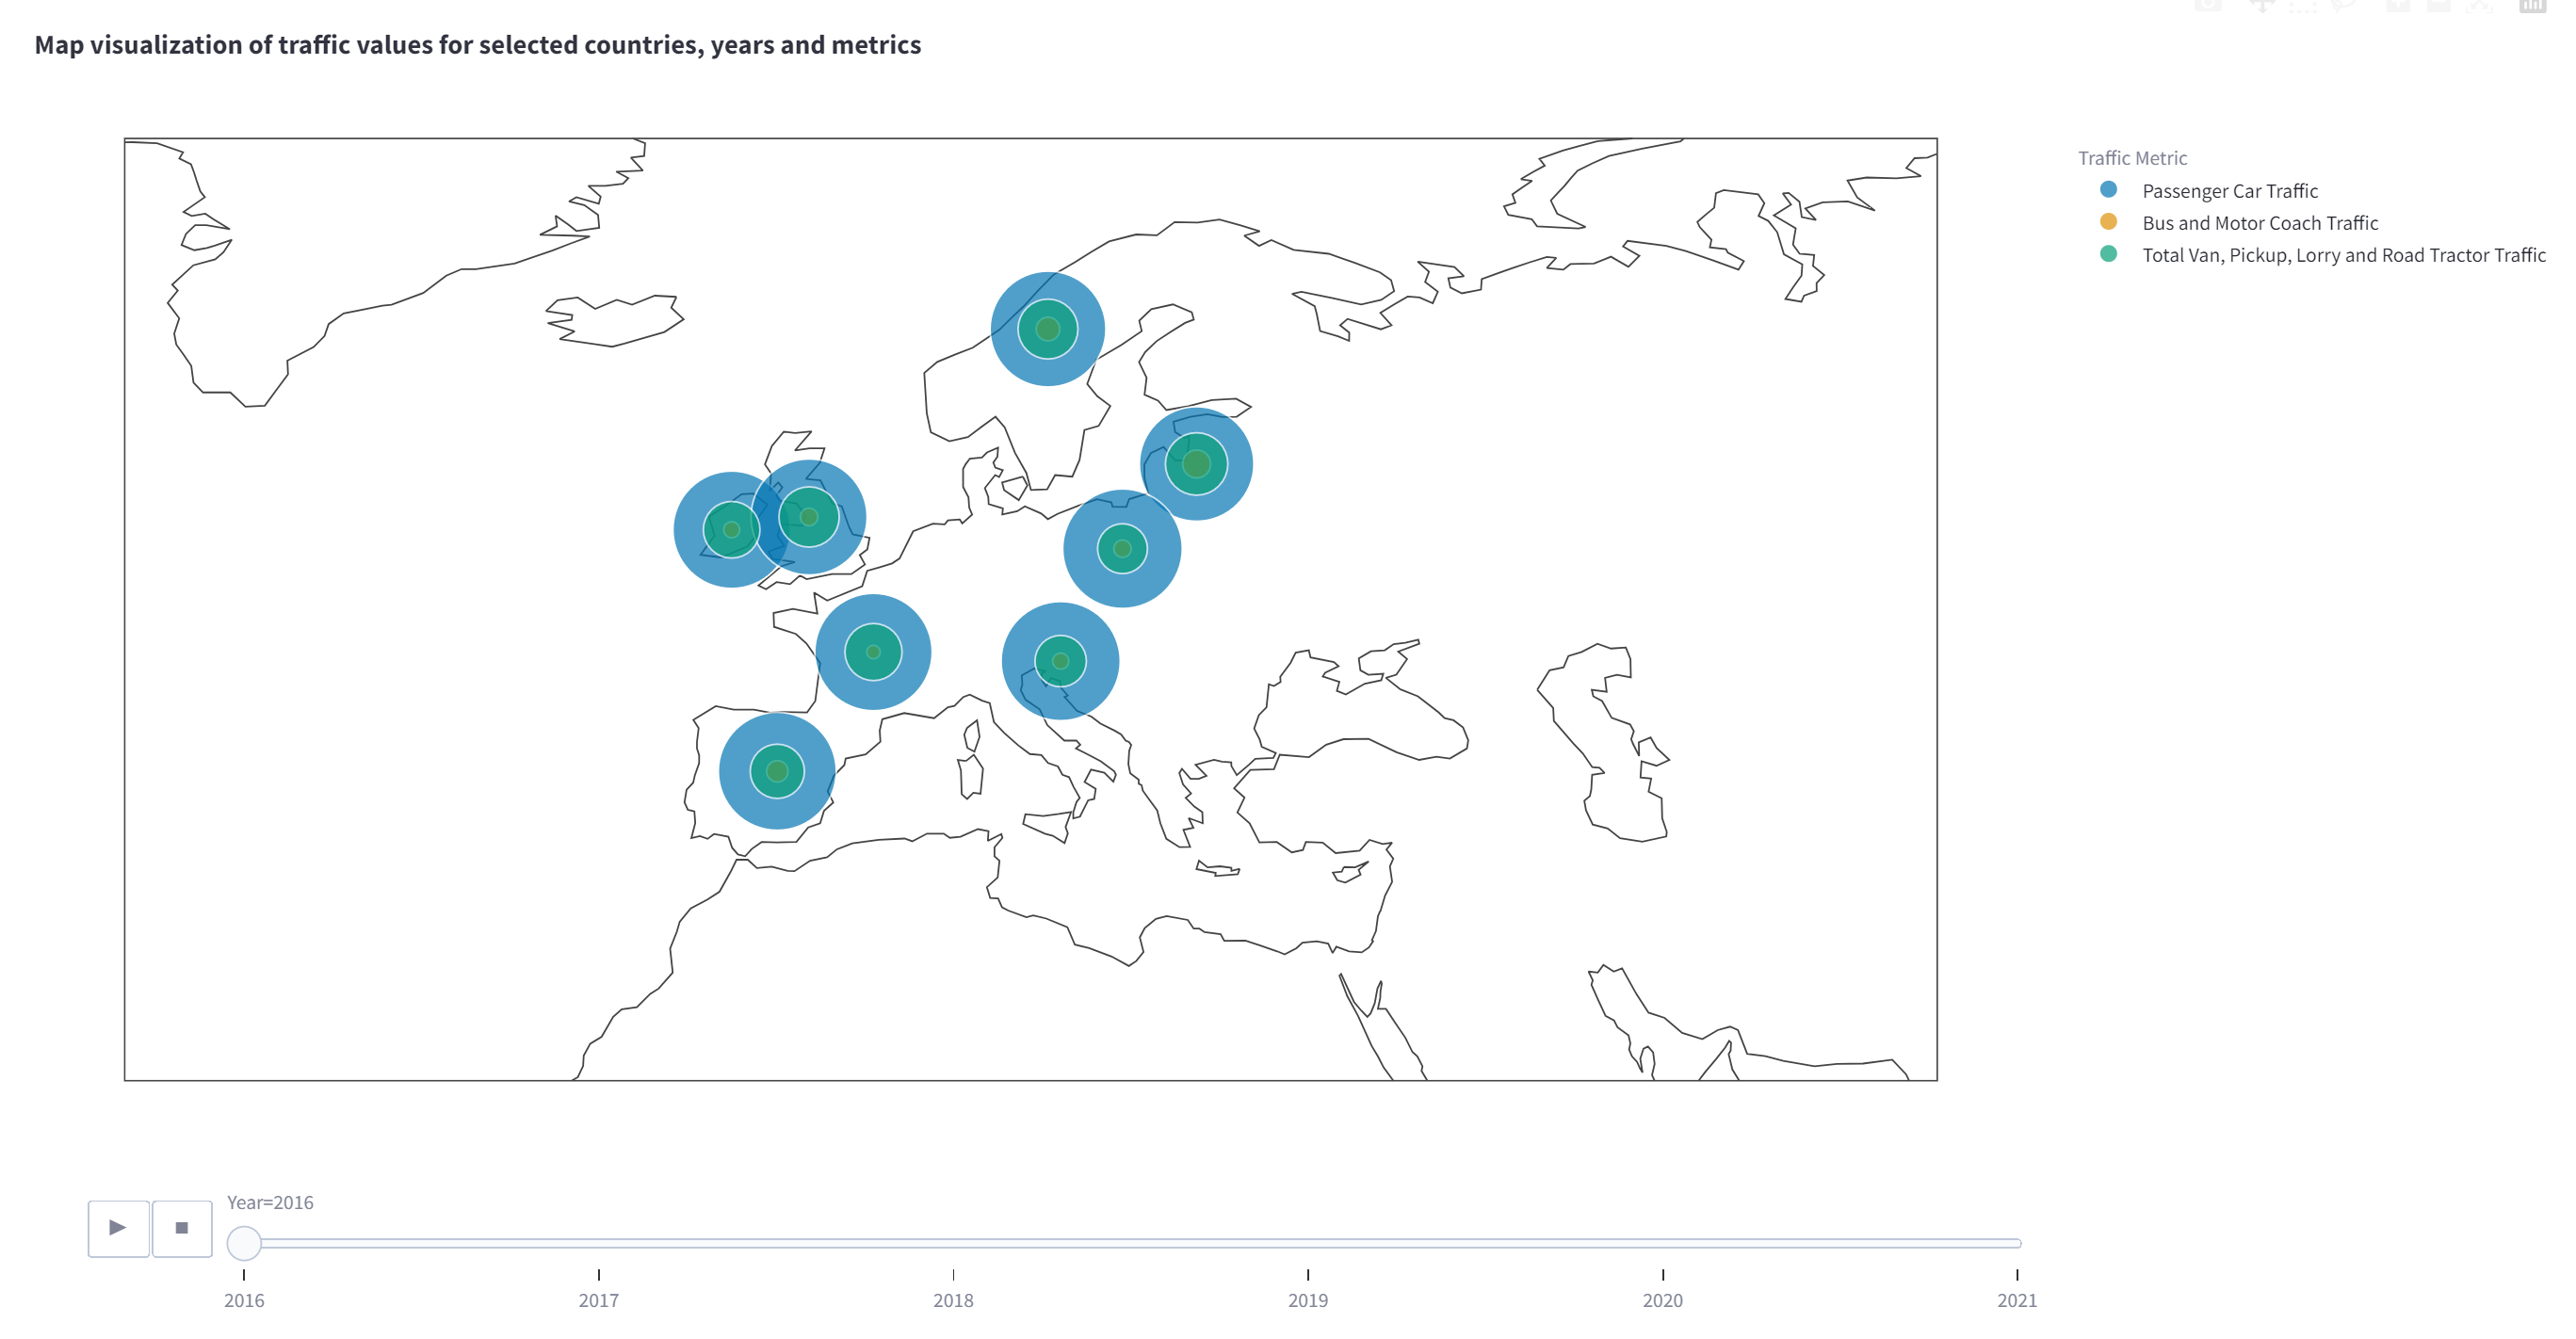 Map visualization of traffic values for selected countries, years and metrics
Traffic Metric
Passenger Car Traffic
Bus and Motor Coach Traffic
Total Van, Pickup, Lorry and Road Tractor Traffic
Year=2016
2016 2017 2018 2019 2020 2021